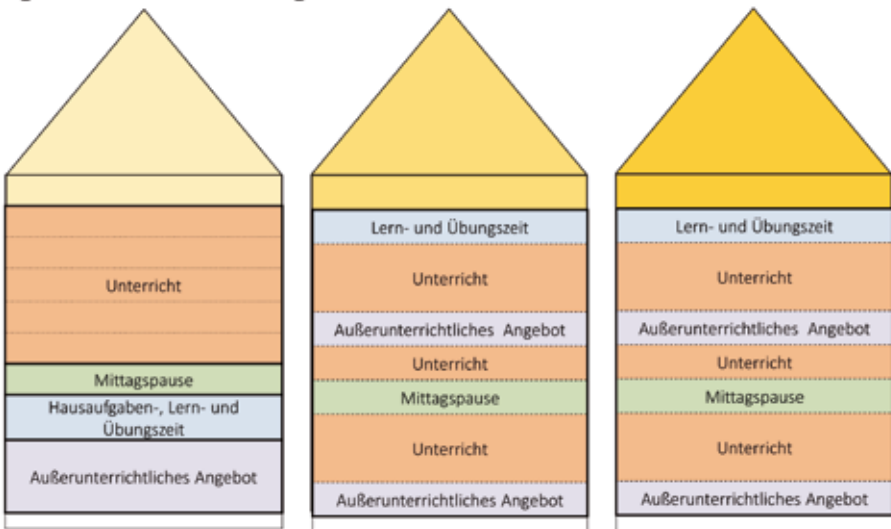 Unterricht
Mittagspause
Hausaufgaben-, Lern- und
Übungszeit
Außerunterrichtliches Angebot
Lern- und Übungszeit
Unterricht
Außerunterrichtliches Angebot
Unterricht
Mittagspause
Unterricht
Außerunterrichtliches Angebot
Lern- und Übungszeit
Unterricht
Außerunterrichtliches Angebot
Unterricht
Mittagspause
Unterricht
Außerunterrichtliches Angebot